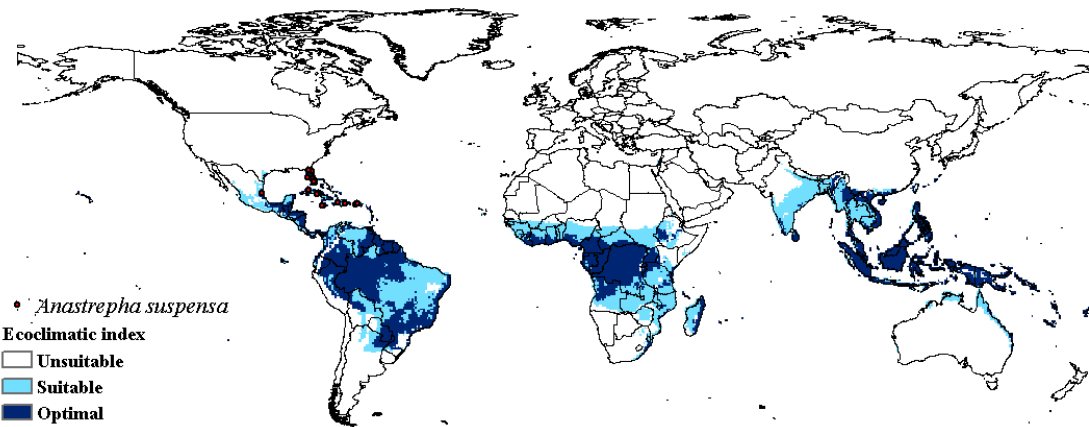 Anastrepha suspensa
Ecoclimatic index
Unsuitable
Suitable
Optimal